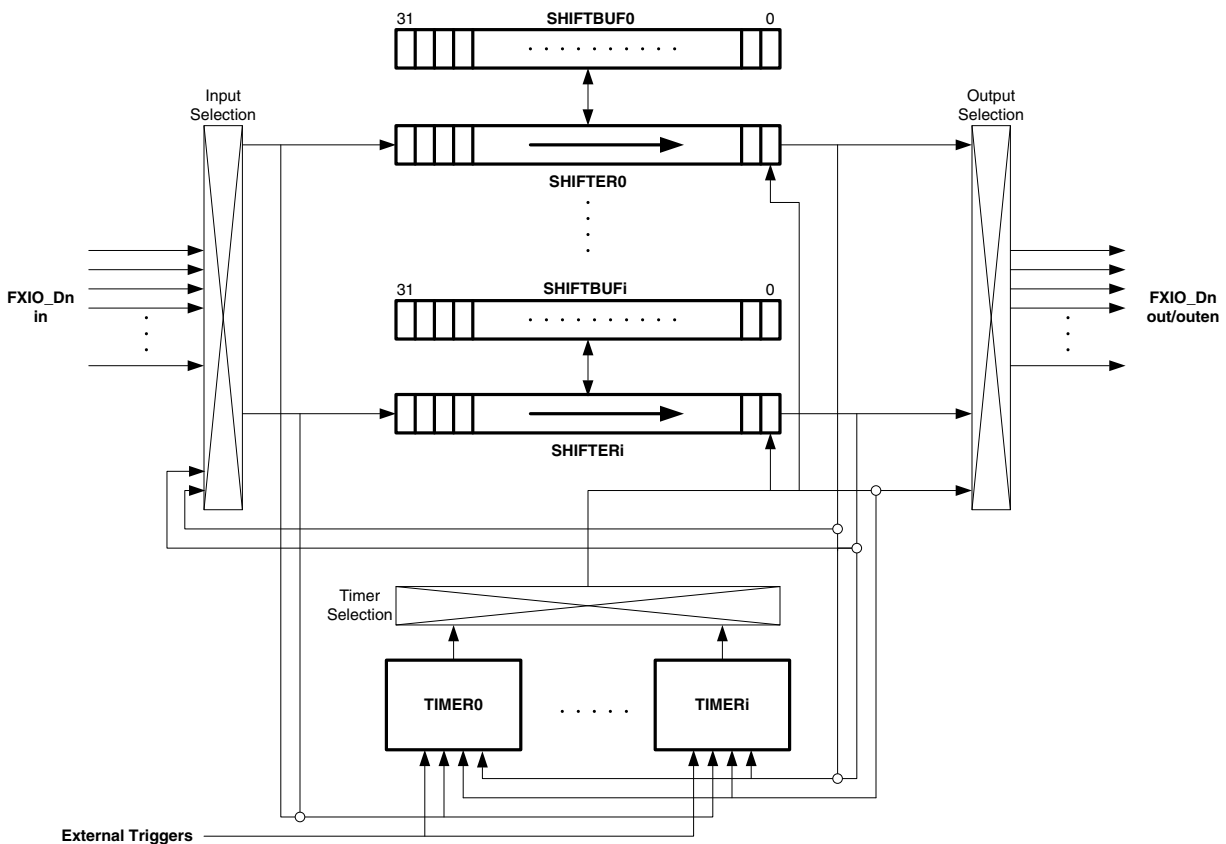 31 SHIFTBUF0 0
Input
Selection
Output
Selection
SHIFTER0
31 SHIFTBUFi 0
FXIO_Dn
in
FXIO_Dn
out/outen
SHIFTERi
Timer
Selection
TIMER0
TIMERi
External Triggers